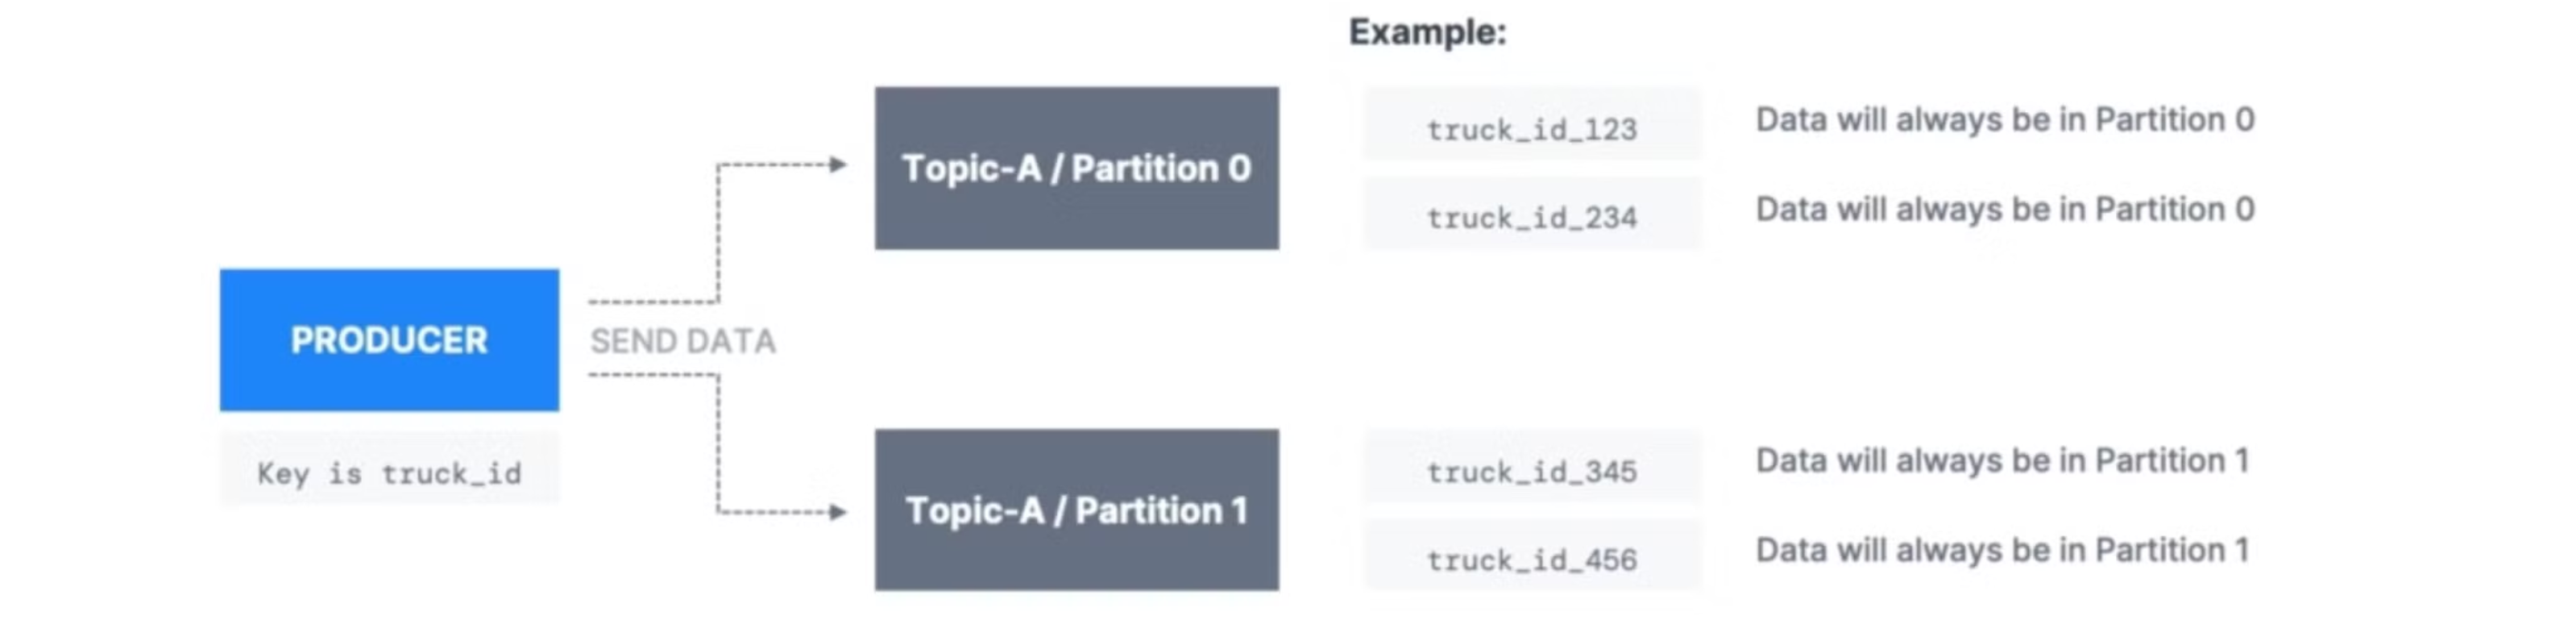 Example:
truck_id_123
Data will always be in Partition 0
Topic-A / Partition 0
truck_id_234
Data will always be in Partition 0
PRODUCER
SEND DATA
Key is truck_id
truck_id_345
Data will always be in Partition 1
Topic-A / Partition 1
truck_id_456
Data will always be in Partition 1